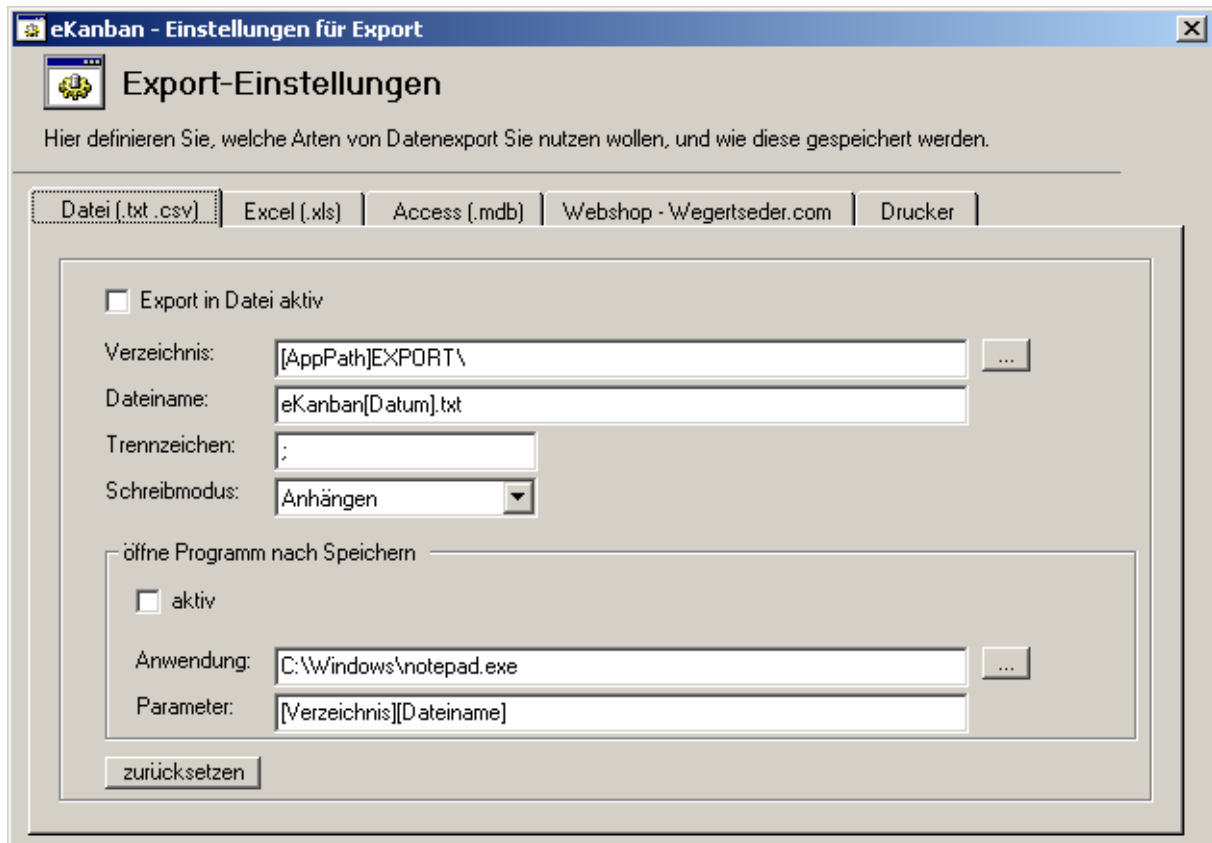 eKanban - Einstellungen für Export
Export-Einstellungen
Hier definieren Sie, welche Arten von Datenexport Sie nutzen wollen, und wie diese gespeichert werden.
Datei (.txt .csv) Excel (.xls) Access (.mdb) Webshop - Wegertseder.com Drucker
Export in Datei aktiv
Verzeichnis: [AppPath]EXPORT\ ...
Dateiname: eKanban[Datum].txt
Trennzeichen: ;
Schreibmodus: Anhängen
öffne Programm nach Speichern
aktiv
Anwendung: C:\Windows\notepad.exe ...
Parameter: [Verzeichnis][Dateiname]
zurücksetzen